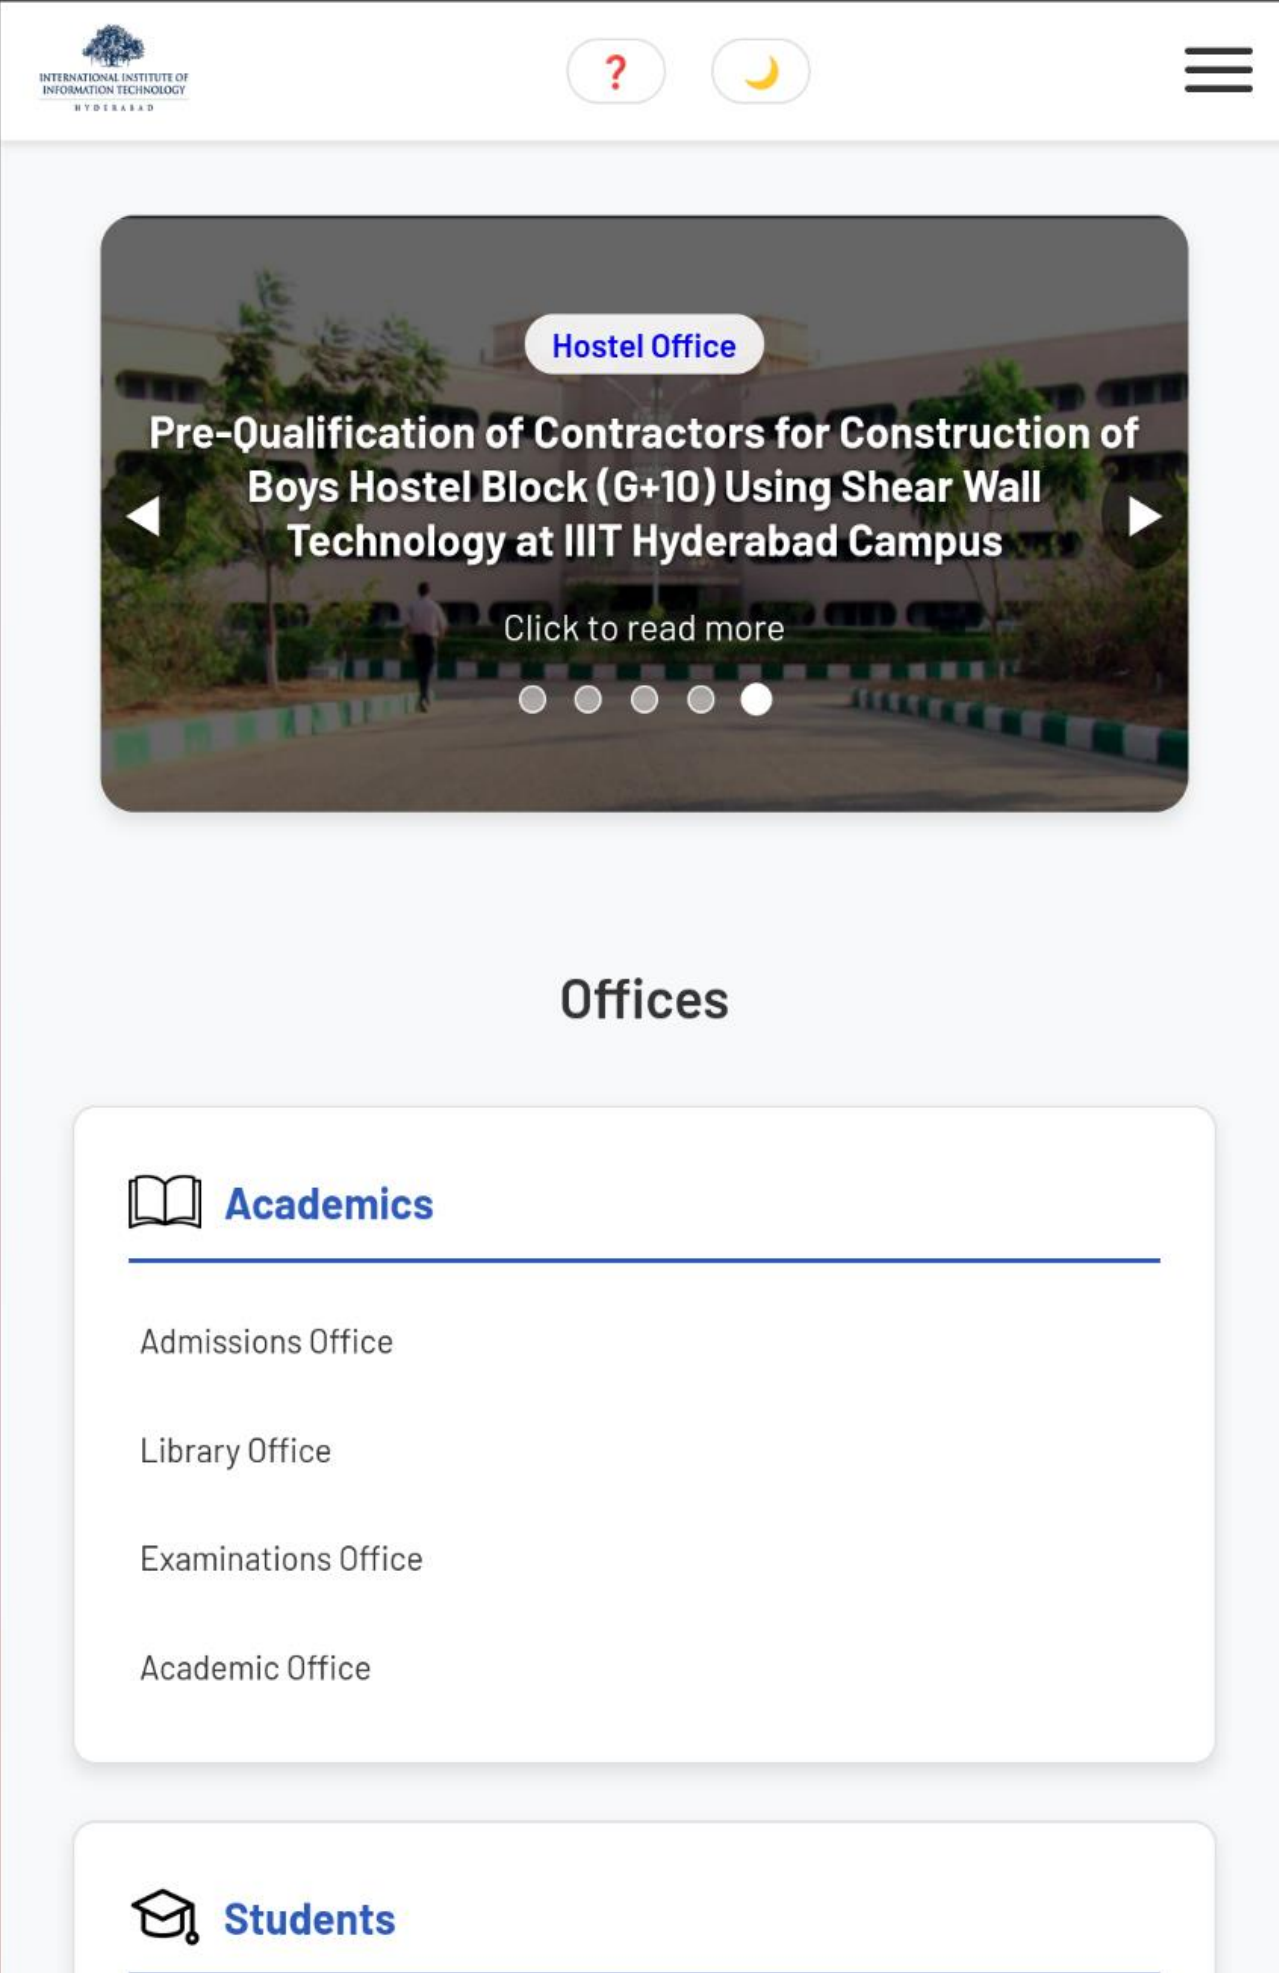 INTERNATIONAL INSTITUTE OF
INFORMATION TECHNOLOGY
HYDERABAD
❓
Hostel Office
Pre-Qualification of Contractors for Construction of
Boys Hostel Block (G+10) Using Shear Wall
Technology at IIIT Hyderabad Campus
Click to read more
Offices
Academics
Admissions Office
Library Office
Examinations Office
Academic Office
Students